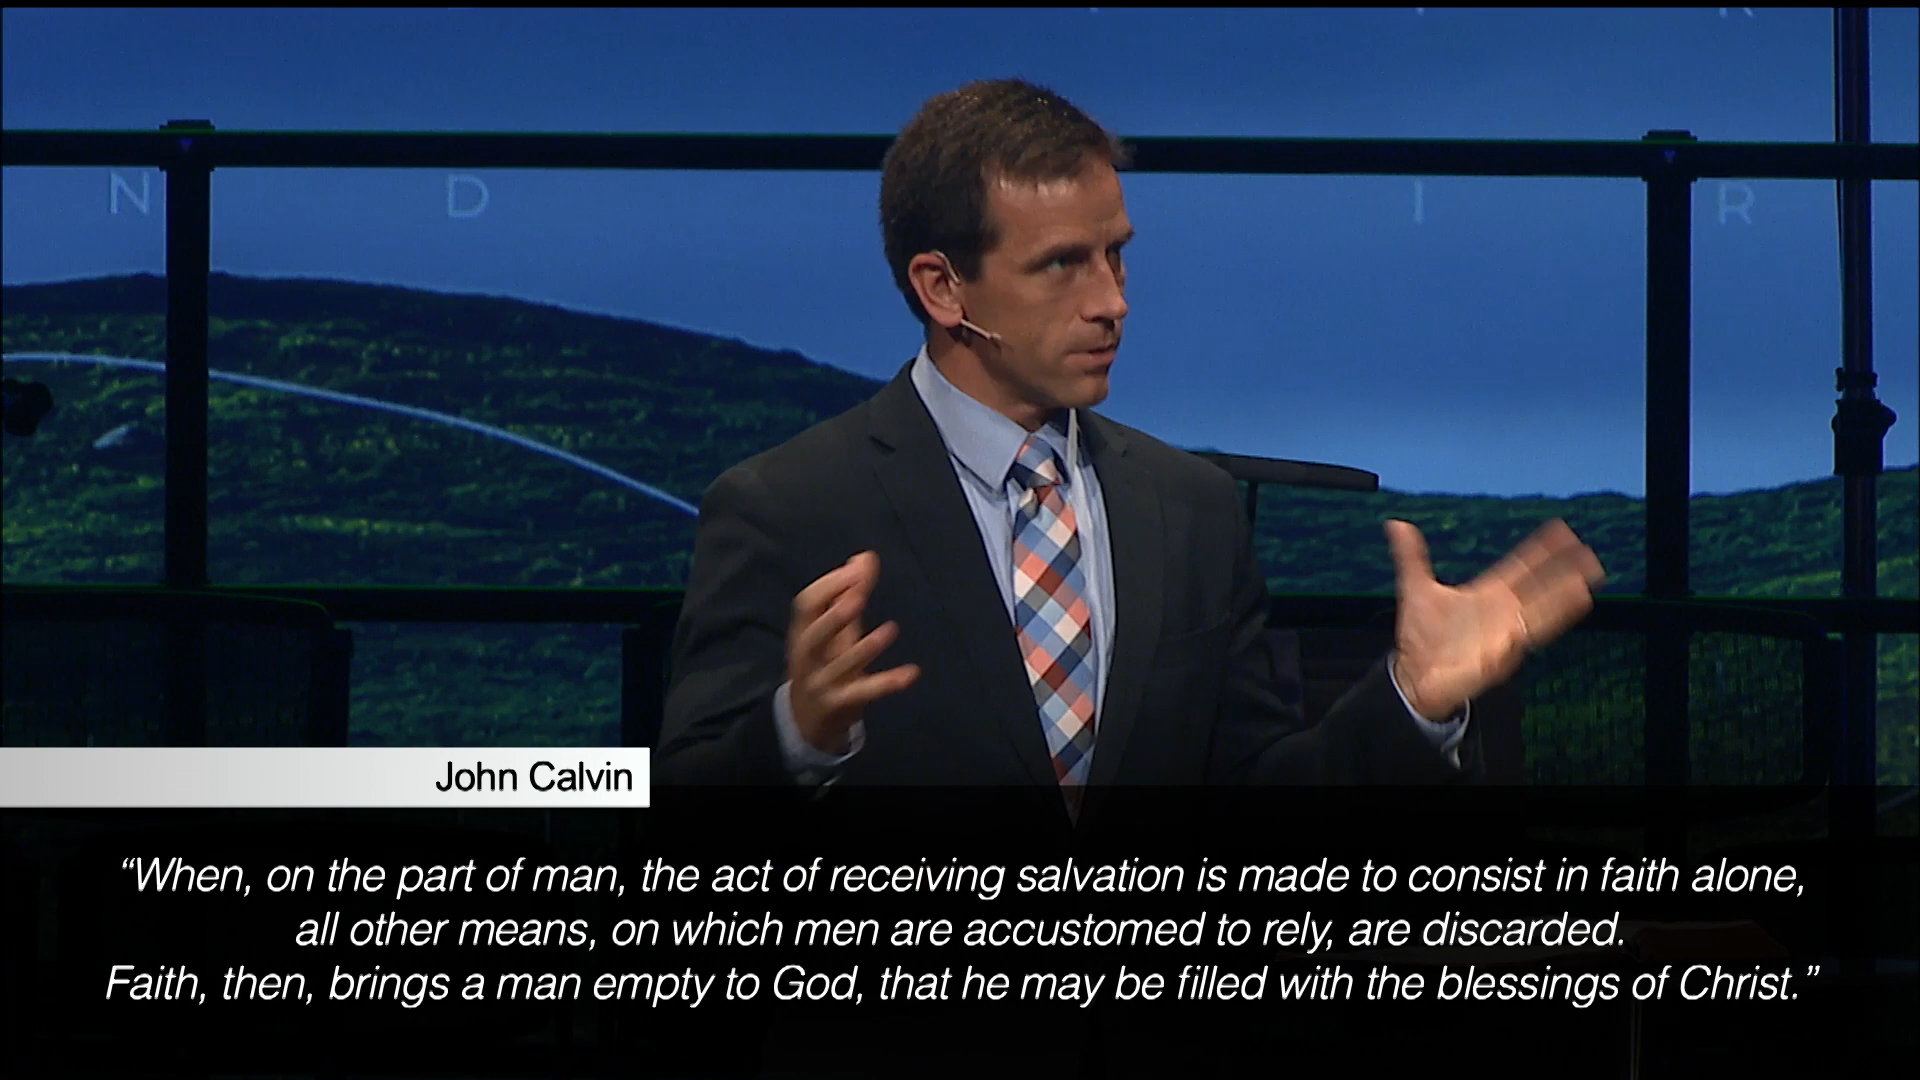 R
N D I R
John Calvin
“When, on the part of man, the act of receiving salvation is made to consist in faith alone,
all other means, on which men are accustomed to rely, are discarded.
Faith, then, brings a man empty to God, that he may be filled with the blessings of Christ.”